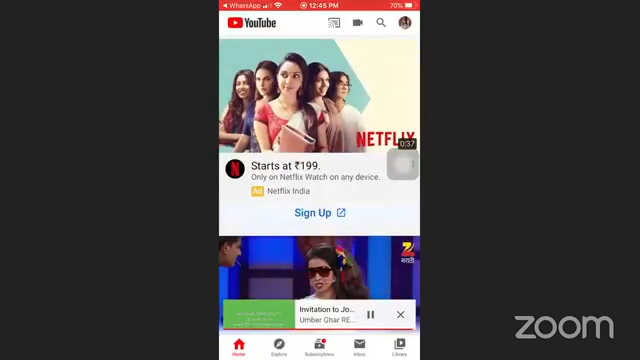 WhatsApp
12:45 PM
70%
YouTube
NETFLIX
0:37
Starts at ₹199.
Only on Netflix Watch on any device.
Ad Netflix India
Sign Up
Z
मराठी
Invitation to Jo...
Umber Ghar RE...
Home Explore Subscriptions Inbox Library
zoom